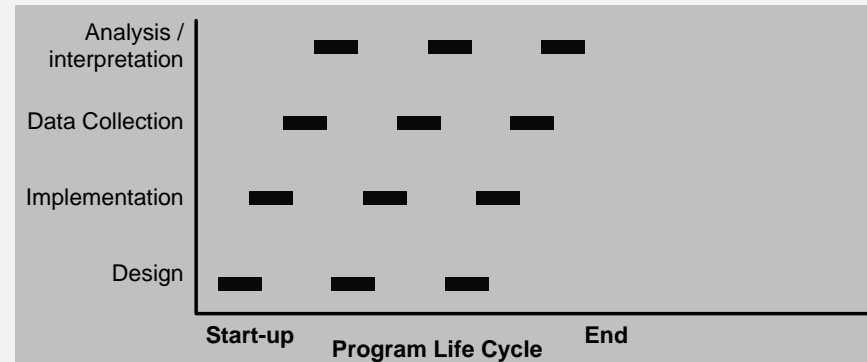 Analysis /
interpretation
Data Collection
Implementation
Design
Start-up
End
Program Life Cycle